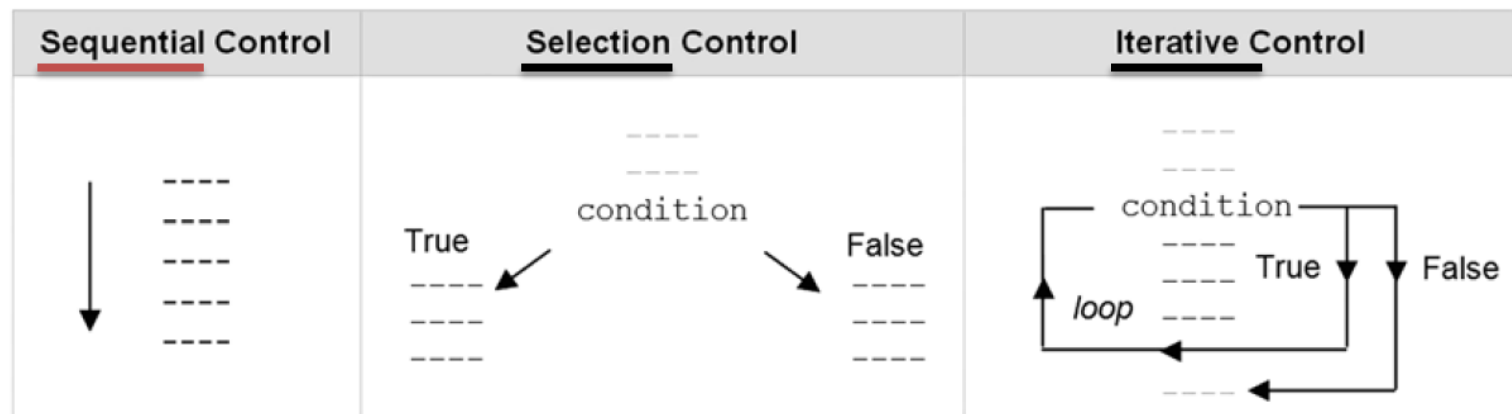 Sequential Control
Selection Control
Iterative Control
condition
True
False
condition
True
False
loop